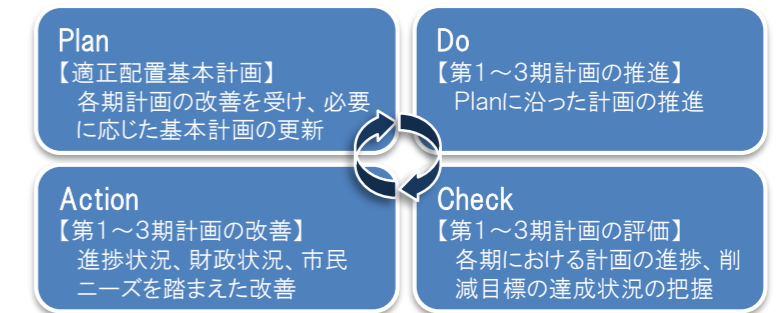 Plan
【適正配置基本計画】
各期計画の改善を受け、必要
に応じた基本計画の更新
Do
【第1～3期計画の推進】
Planに沿った計画の推進
Action
【第1～3期計画の改善】
進捗状況、財政状況、市民
ニーズを踏まえた改善
Check
【第1～3期計画の評価】
各期における計画の進捗、削
減目標の達成状況の把握